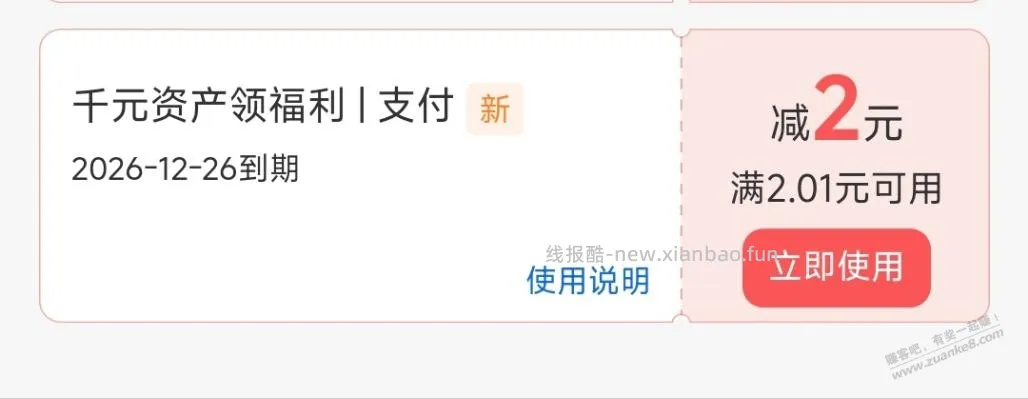 千元资产领福利 | 支付 新
2026-12-26到期
使用说明
减2元
满2.01元可用
立即使用
线报酷-new.xianbao.fun
赚客吧，有奖一起赚！
www.zuanke8.com